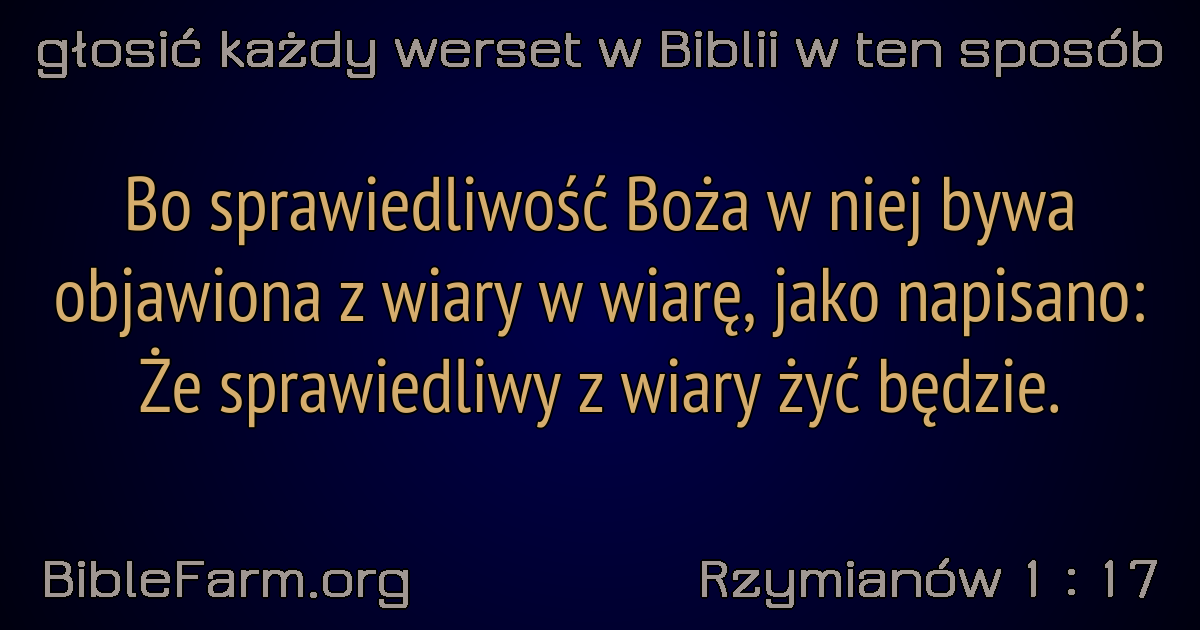 głosić każdy werset w Biblii w ten sposób
Bo sprawiedliwość Boża w niej bywa
objawiona z wiary w wiarę, jako napisano:
Że sprawiedliwy z wiary żyć będzie.
BibleFarm.org
Rzymianów 1 : 17